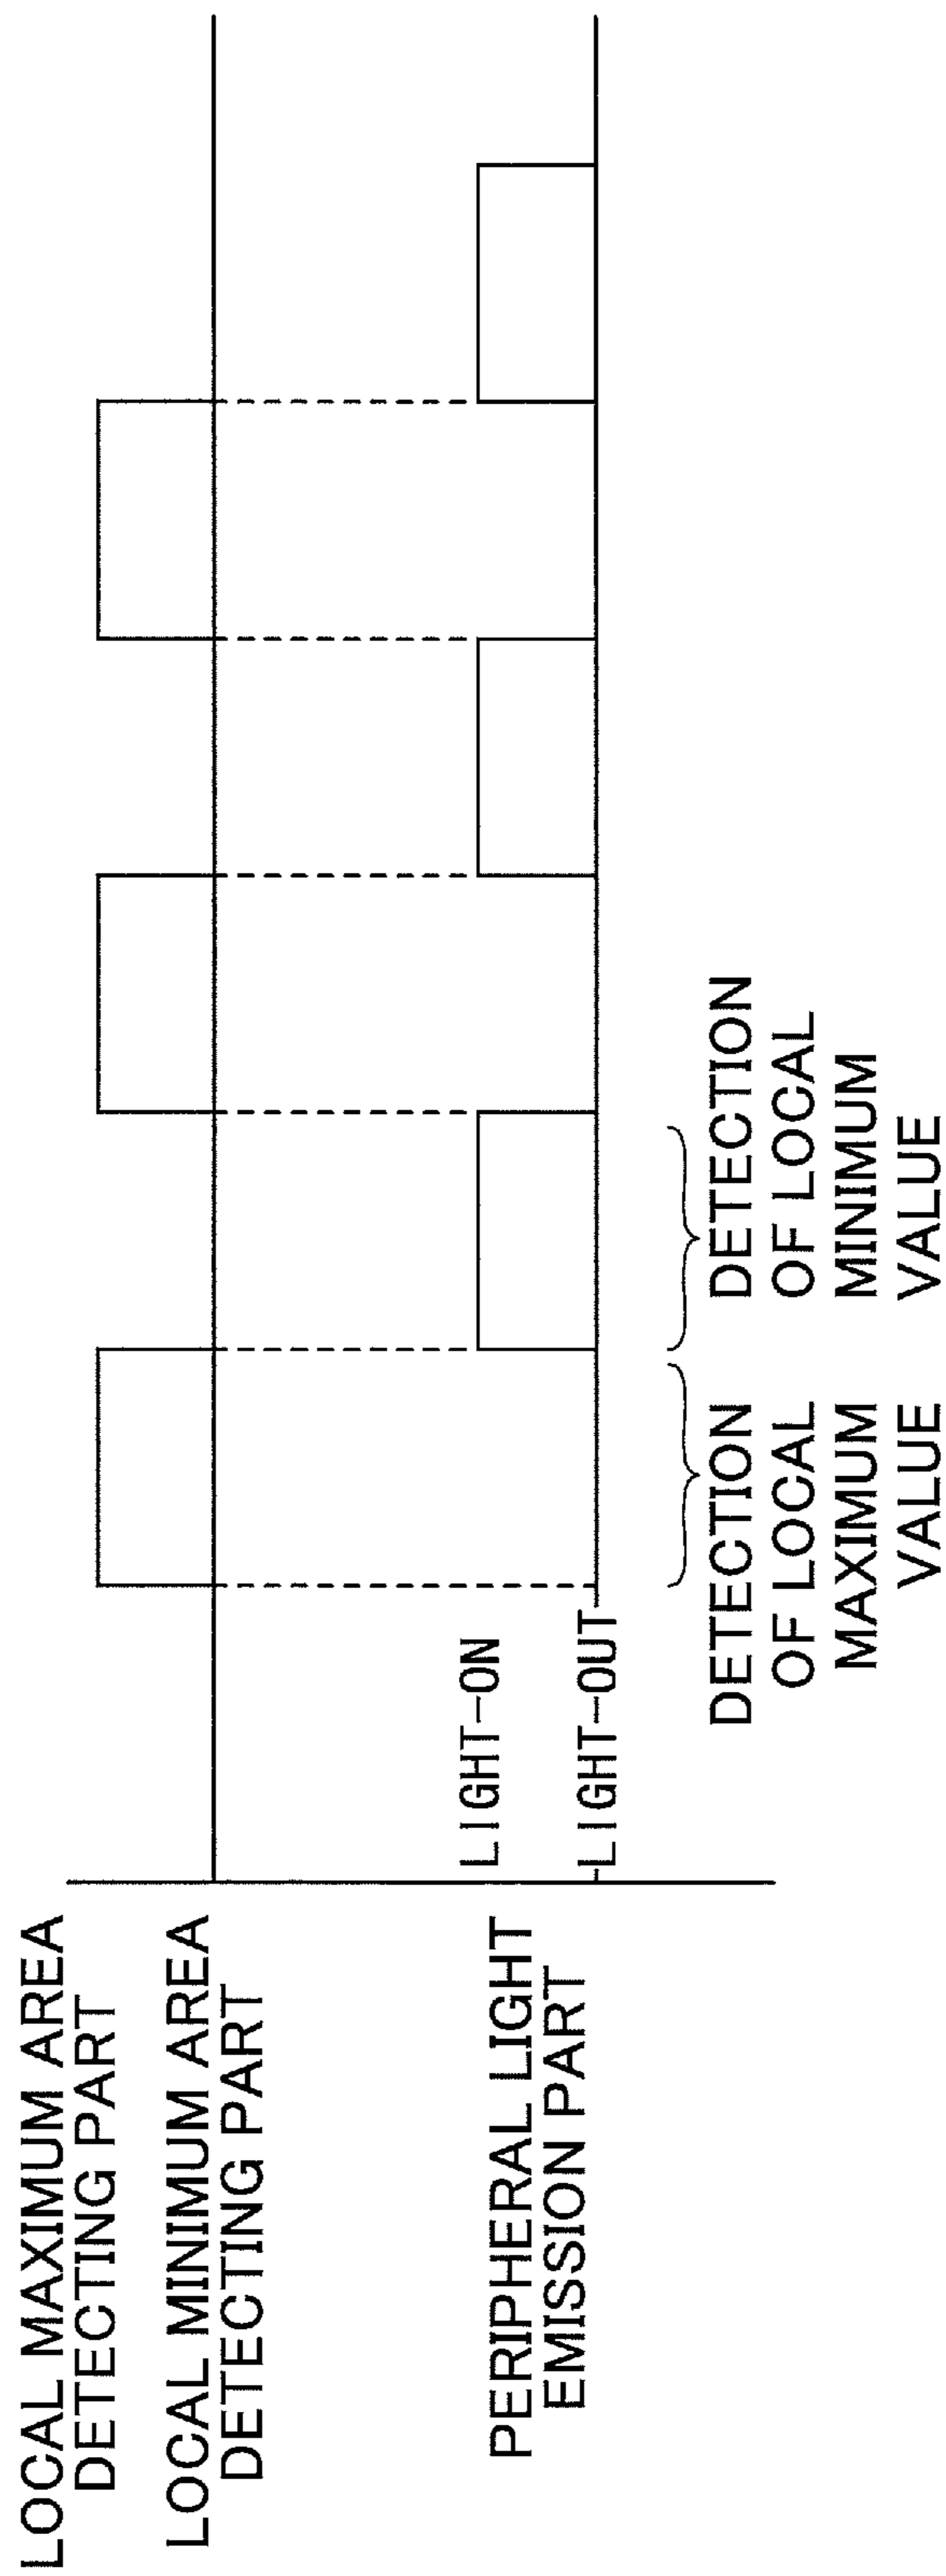 LOCAL MAXIMUM AREA
DETECTING PART
LOCAL MINIMUM AREA
DETECTING PART
PERIPHERAL LIGHT
EMISSION PART
LIGHT-ON
LIGHT-OUT
DETECTION
OF LOCAL
MAXIMUM
VALUE
DETECTION
OF LOCAL
MINIMUM
VALUE